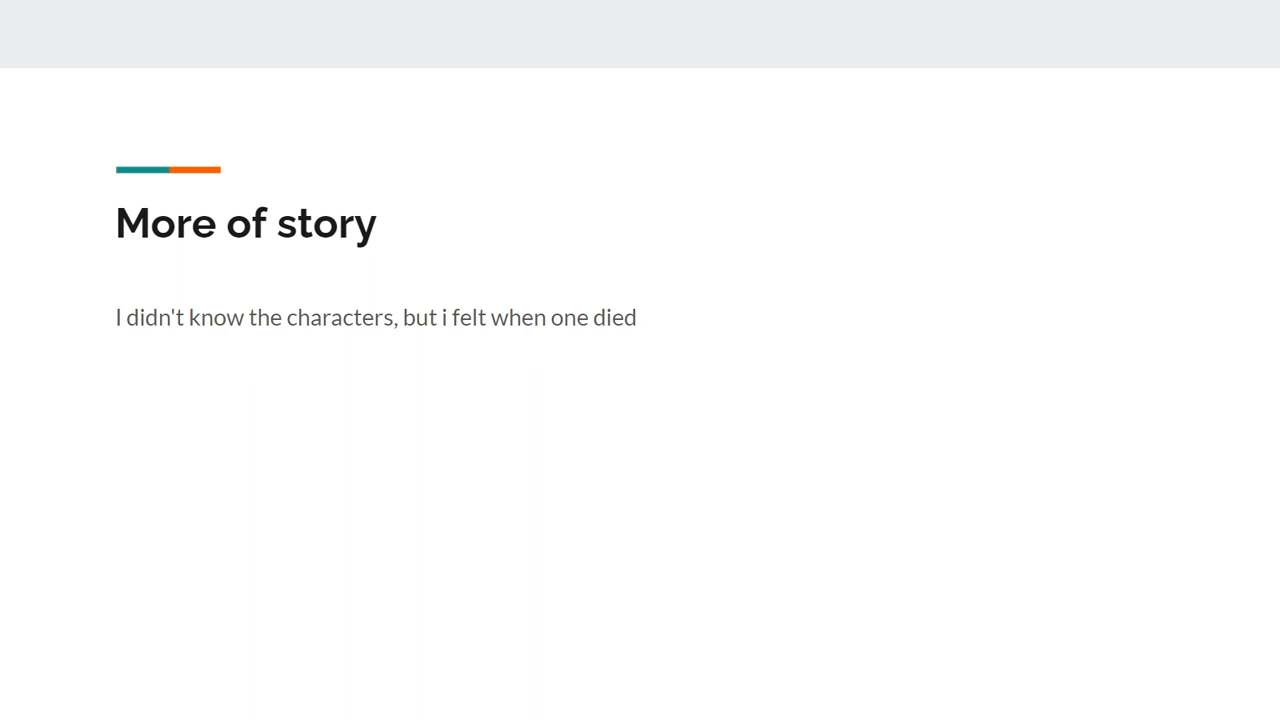 More of story
I didn't know the characters, but i felt when one died